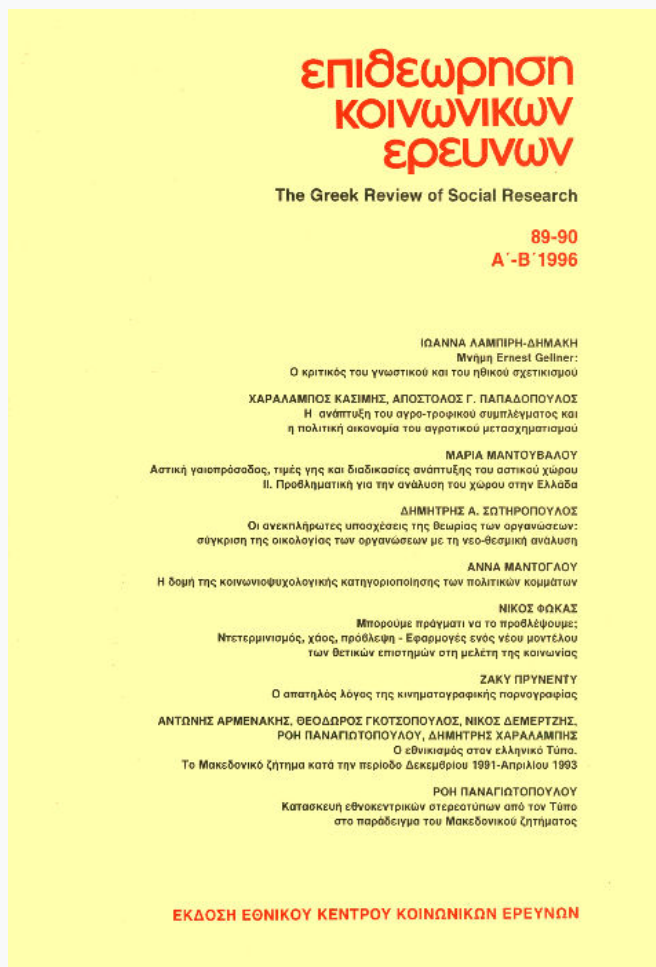 επιθεωρηση
κοινωνικων
ερευνων
The Greek Review of Social Research
89-90
Α΄-Β΄1996
ΙΩΑΝΝΑ ΛΑΜΠΙΡΗ-ΔΗΜΑΚΗ
Μνήμη Ernest Gellner:
Ο κριτικός του γνωστικού και του ηθικού σχετικισμού
ΧΑΡΑΛΑΜΠΟΣ ΚΑΣΙΜΗΣ, ΑΠΟΣΤΟΛΟΣ Γ. ΠΑΠΑΔΟΠΟΥΛΟΣ
Η ανάπτυξη του αγρο-τροφικού συμπλέγματος και
η πολιτική οικονομία του αγροτικού μετασχηματισμού
ΜΑΡΙΑ ΜΑΝΤΟΥΒΑΛΟΥ
Αστική γαιοπρόσοδος, τιμές γης και διαδικασίες ανάπτυξης του αστικού χώρου
ΙΙ. Προβληματική για την ανάλυση του χώρου στην Ελλάδα
ΔΗΜΗΤΡΗΣ Α. ΣΩΤΗΡΟΠΟΥΛΟΣ
Οι ανεκπλήρωτες υποσχέσεις της θεωρίας των οργανώσεων:
σύγκριση της οικολογίας των οργανώσεων με τη νεο-θεσμική ανάλυση
ΑΝΝΑ ΜΑΝΤΟΓΛΟΥ
Η δομή της κοινωνιοψυχολογικής κατηγοριοποίησης των πολιτικών κομμάτων
ΝΙΚΟΣ ΦΩΚΑΣ
Μπορούμε πράγματι να το προβλέψουμε;
Ντετερμινισμός, χάος, πρόβλεψη - Εφαρμογές ενός νέου μοντέλου
των θετικών επιστημών στη μελέτη της κοινωνίας
ΖΑΚΥ ΠΡΥΝΕΝΤΥ
Ο απατηλός λόγος της κινηματογραφικής πορνογραφίας
ΑΝΤΩΝΗΣ ΑΡΜΕΝΑΚΗΣ, ΘΕΟΔΩΡΟΣ ΓΚΟΤΣΟΠΟΥΛΟΣ, ΝΙΚΟΣ ΔΕΜΕΡΤΖΗΣ,
ΡΟΗ ΠΑΝΑΓΙΩΤΟΠΟΥΛΟΥ, ΔΗΜΗΤΡΗΣ ΧΑΡΑΛΑΜΠΗΣ
Ο εθνικισμός στον ελληνικό Τύπο.
Το Μακεδονικό ζήτημα κατά την περίοδο Δεκεμβρίου 1991-Απριλίου 1993
ΡΟΗ ΠΑΝΑΓΙΩΤΟΠΟΥΛΟΥ
Κατασκευή εθνοκεντρικών στερεοτύπων από τον Τύπο
στο παράδειγμα του Μακεδονικού ζητήματος
ΕΚΔΟΣΗ ΕΘΝΙΚΟΥ ΚΕΝΤΡΟΥ ΚΟΙΝΩΝΙΚΩΝ ΕΡΕΥΝΩΝ